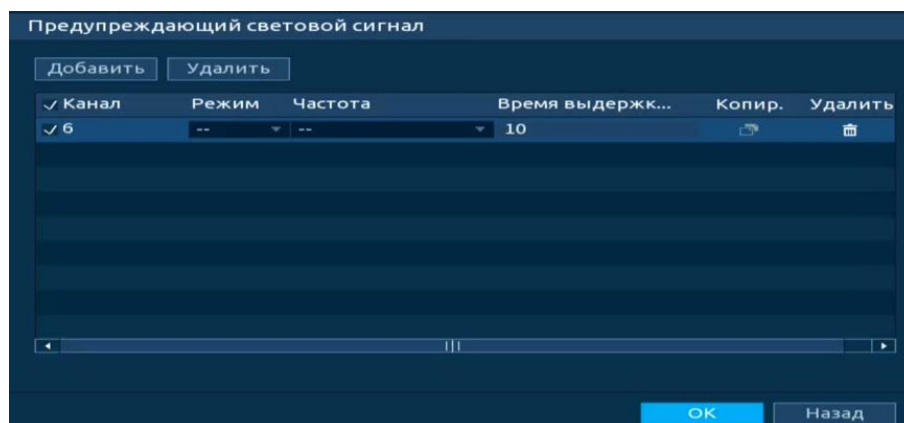 Предупреждающий световой сигнал
Добавить Удалить
Канал Режим Частота Время выдержк... Копир. Удалить
6 -- -- 10
OK Назад